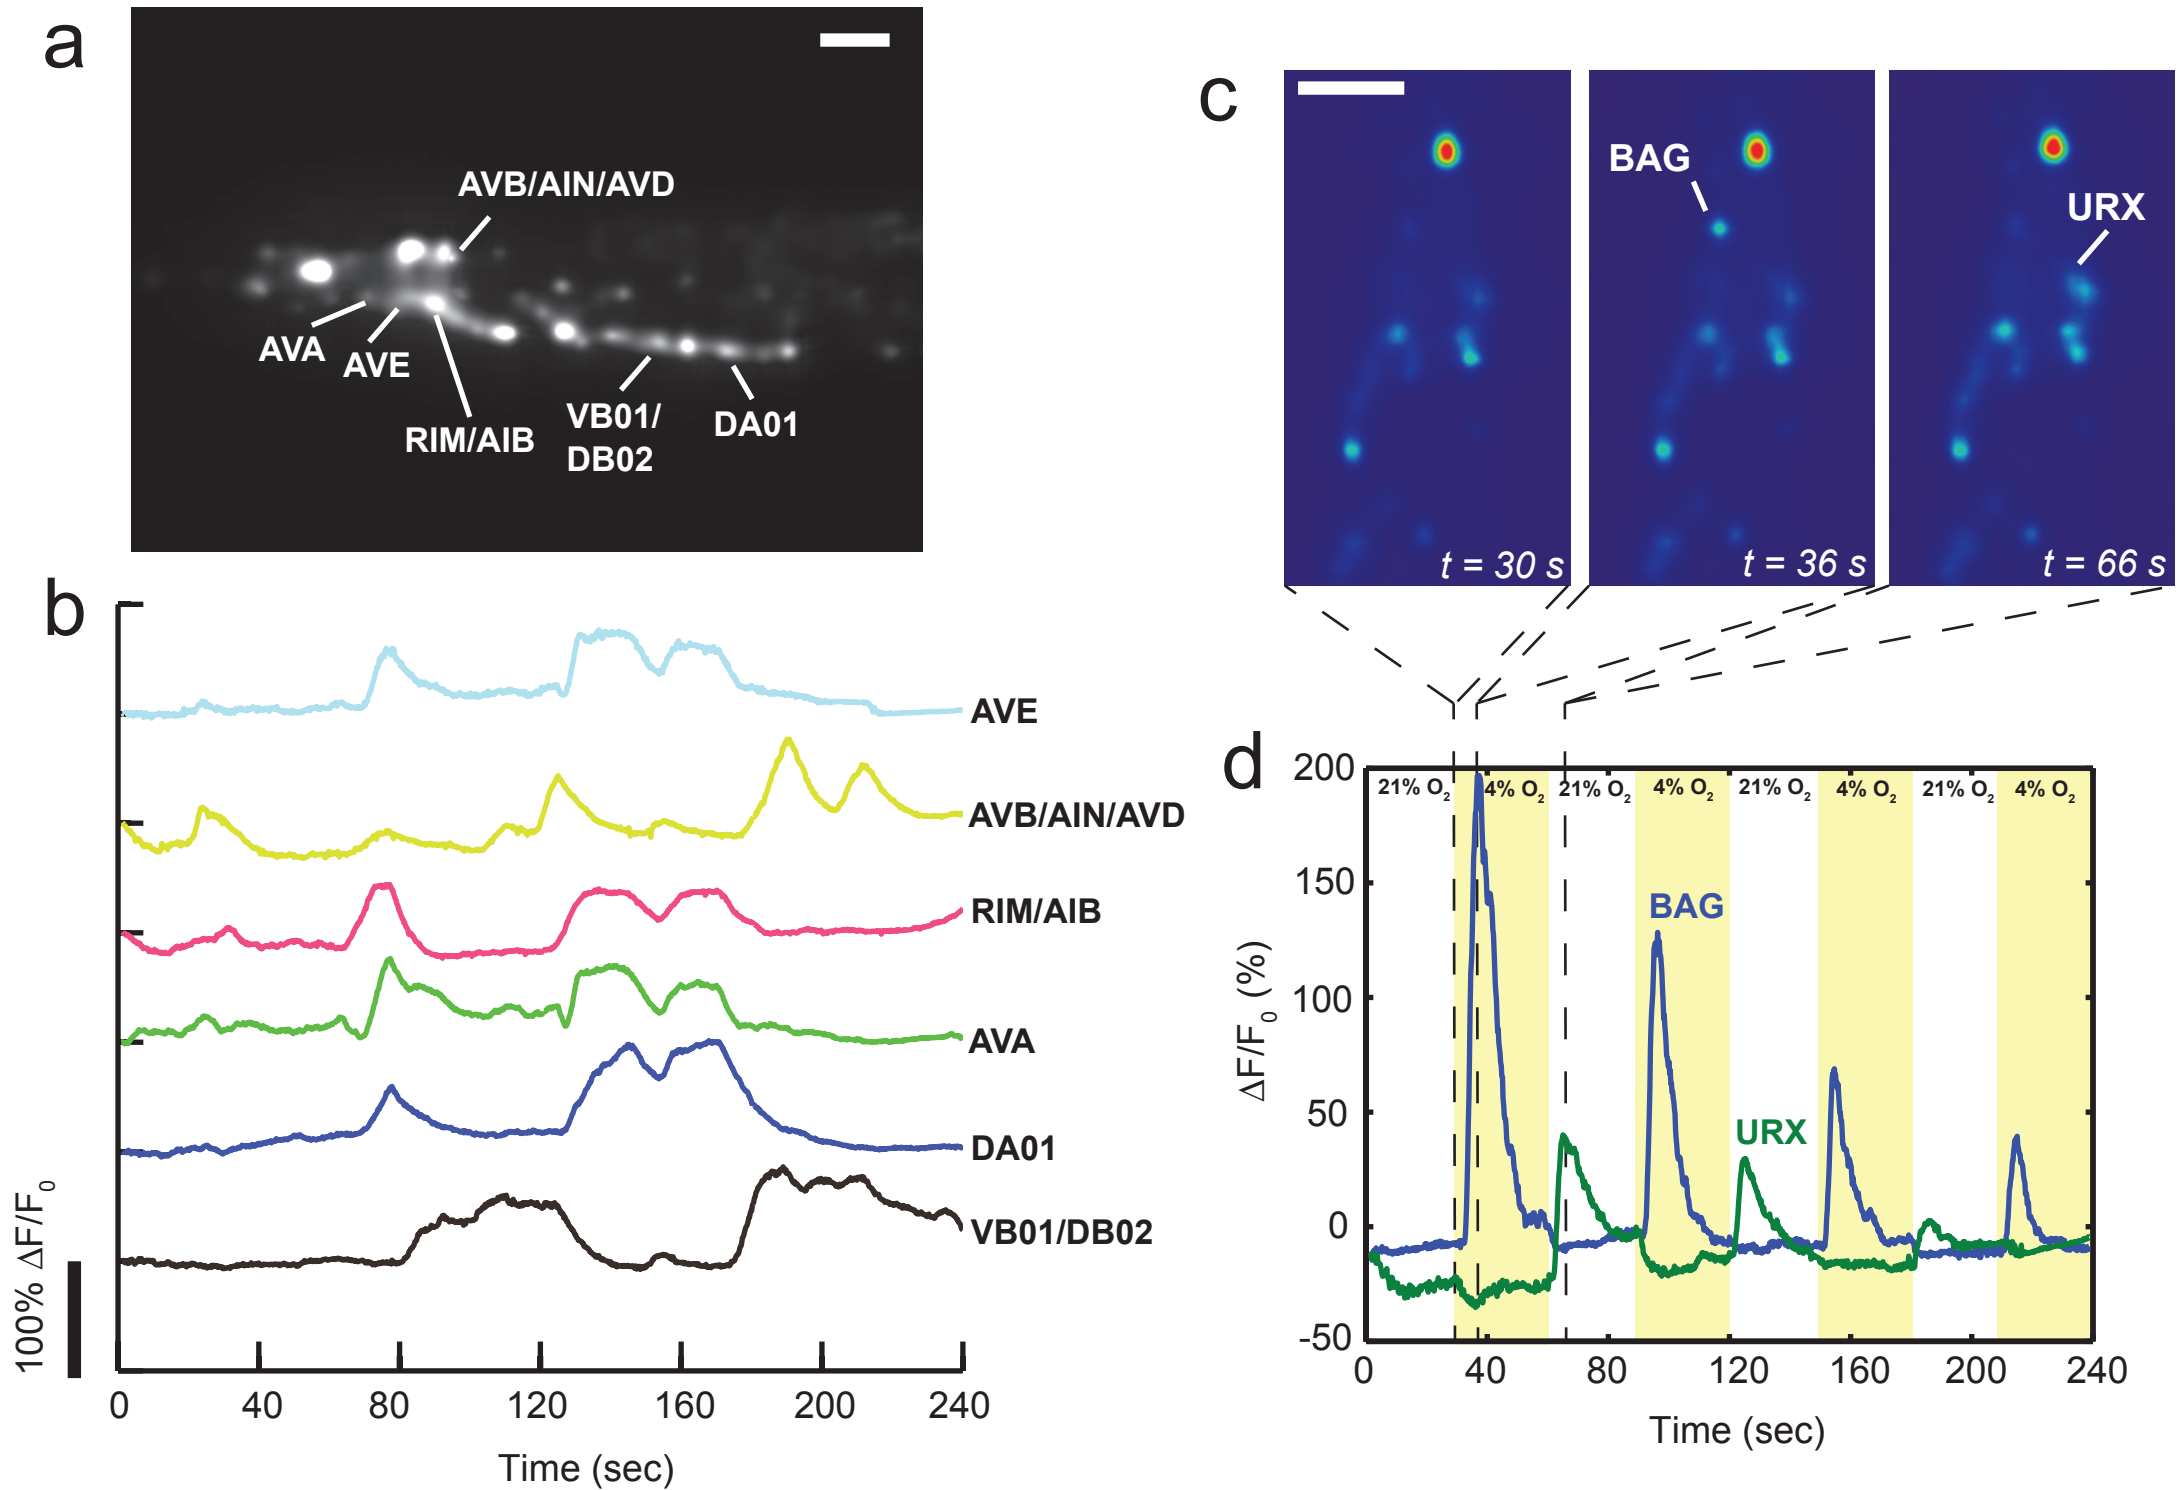 a
AVB/AIN/AVD
AVA
AVE
RIM/AIB
VB01/
DB02
DA01
b
AVE
AVB/AIN/AVD
RIM/AIB
AVA
DA01
VB01/DB02
100% ΔF/F0
0 40 80 120 160 200 240
Time (sec)
c
BAG
URX
t = 30 s
t = 36 s
t = 66 s
d
200
150
100
50
0
-50
ΔF/F0 (%)
21% O2 4% O2 21% O2 4% O2 21% O2 4% O2 21% O2 4% O2
BAG
URX
0 40 80 120 160 200 240
Time (sec)